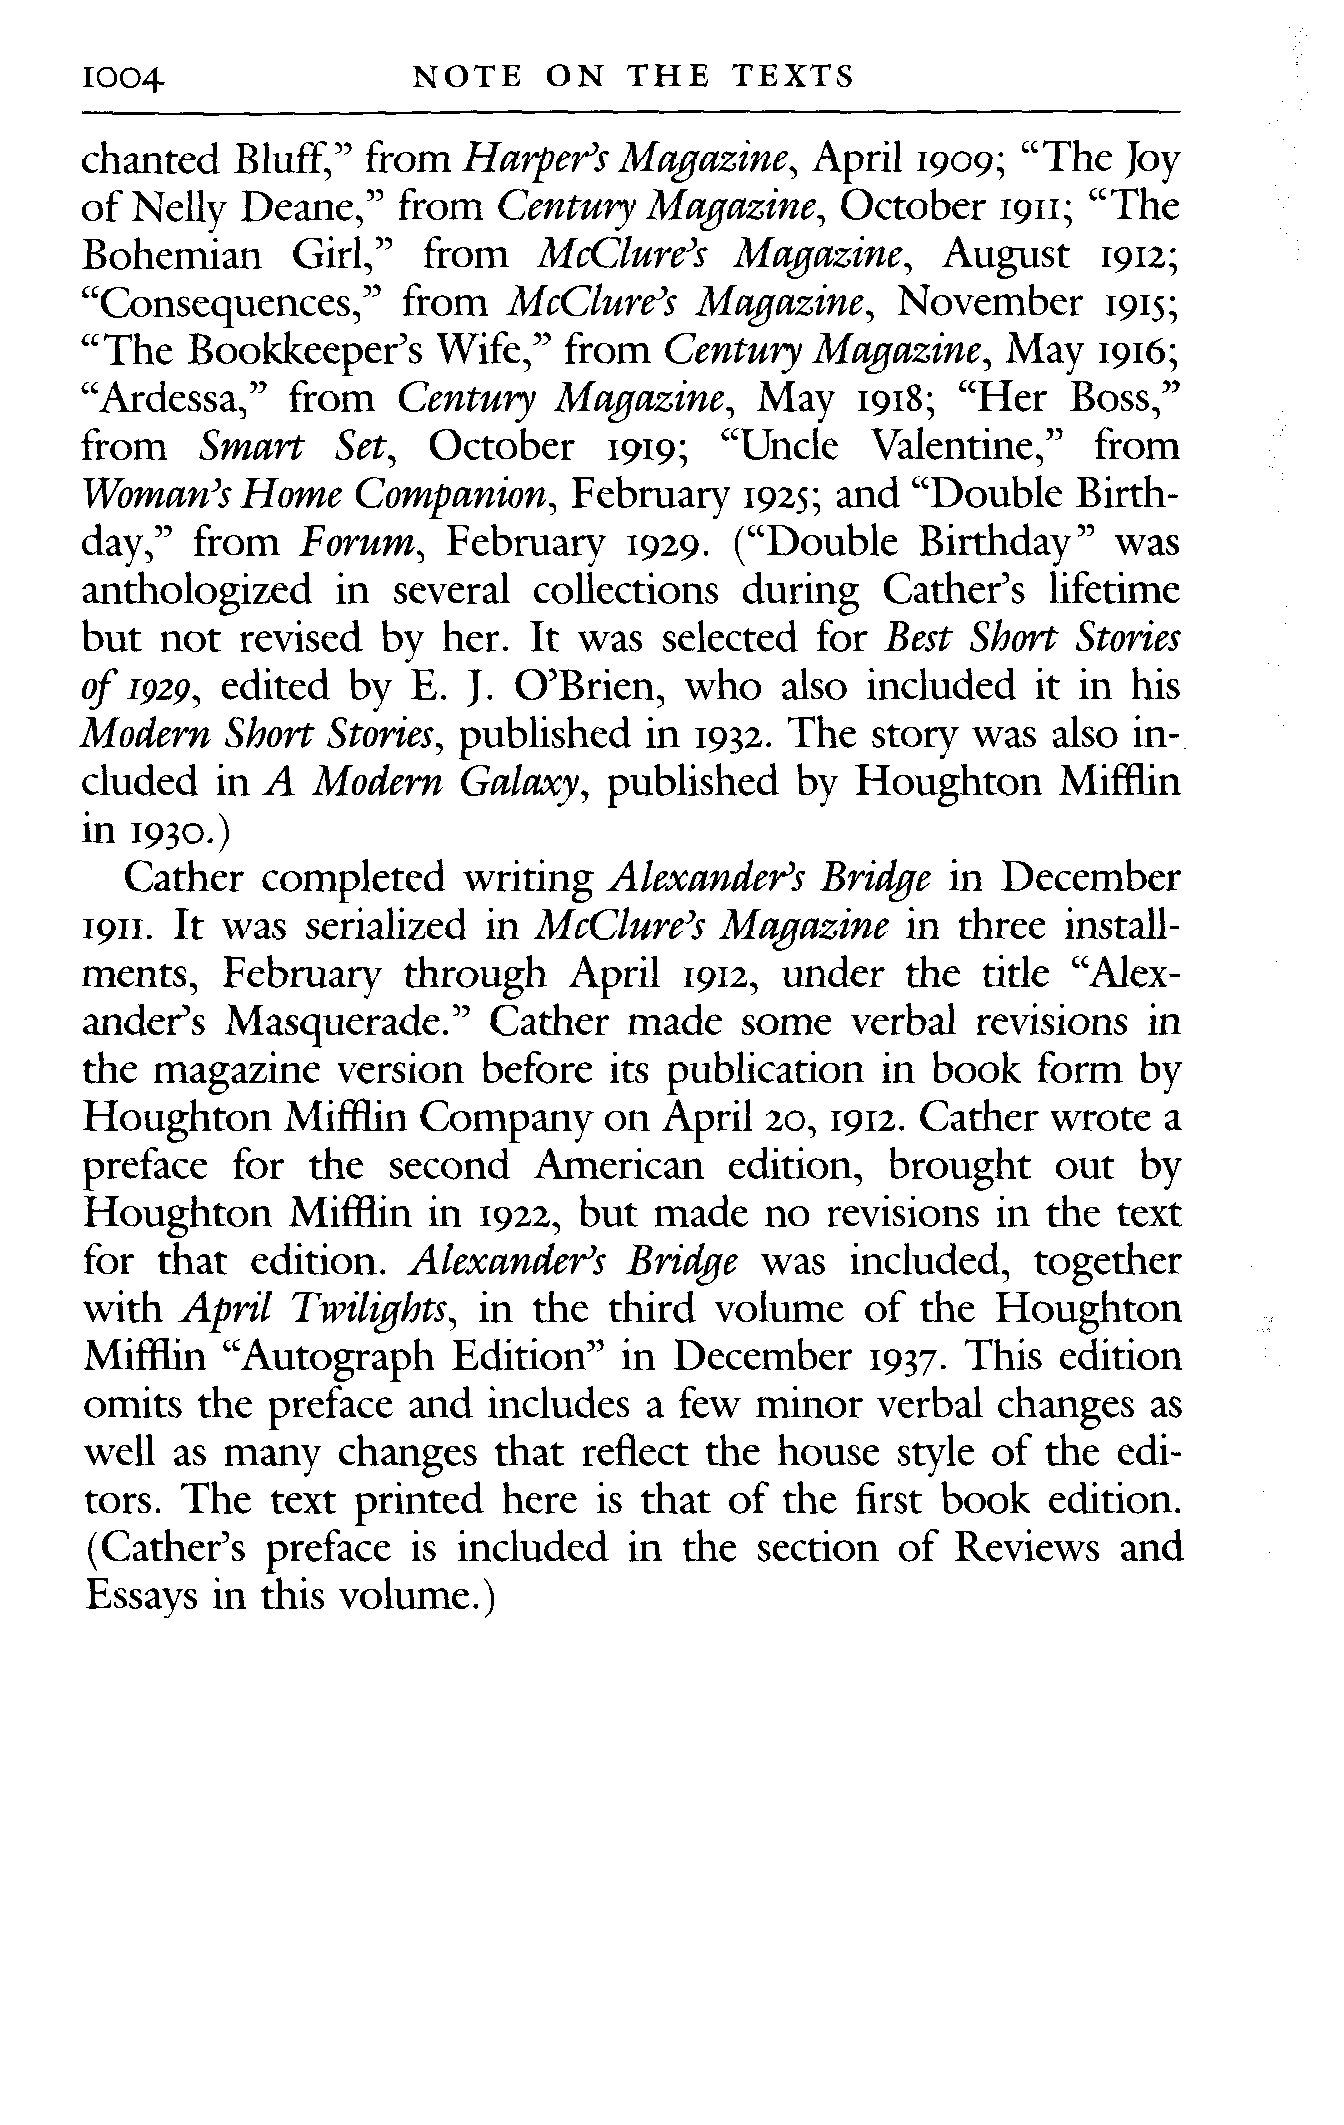 1004 NOTE ON THE TEXTS
chanted Bluff,” from Harper’s Magazine, April 1909; “The Joy
of Nelly Deane,” from Century Magazine, October 1911; “The
Bohemian Girl,” from McClure’s Magazine, August 1912;
“Consequences,” from McClure’s Magazine, November 1915;
“The Bookkeeper’s Wife,” from Century Magazine, May 1916;
“Ardessa,” from Century Magazine, May 1918; “Her Boss,”
from Smart Set, October 1919; “Uncle Valentine,” from
Woman’s Home Companion, February 1925; and “Double Birth-
day,” from Forum, February 1929. (“Double Birthday” was
anthologized in several collections during Cather’s lifetime
but not revised by her. It was selected for Best Short Stories
of 1929, edited by E. J. O’Brien, who also included it in his
Modern Short Stories, published in 1932. The story was also in-
cluded in A Modern Galaxy, published by Houghton Mifflin
in 1930.)
Cather completed writing Alexander’s Bridge in December
1911. It was serialized in McClure’s Magazine in three install-
ments, February through April 1912, under the title “Alex-
ander’s Masquerade.” Cather made some verbal revisions in
the magazine version before its publication in book form by
Houghton Mifflin Company on April 20, 1912. Cather wrote a
preface for the second American edition, brought out by
Houghton Mifflin in 1922, but made no revisions in the text
for that edition. Alexander’s Bridge was included, together
with April Twilights, in the third volume of the Houghton
Mifflin “Autograph Edition” in December 1937. This edition
omits the preface and includes a few minor verbal changes as
well as many changes that reflect the house style of the edi-
tors. The text printed here is that of the first book edition.
(Cather’s preface is included in the section of Reviews and
Essays in this volume.)